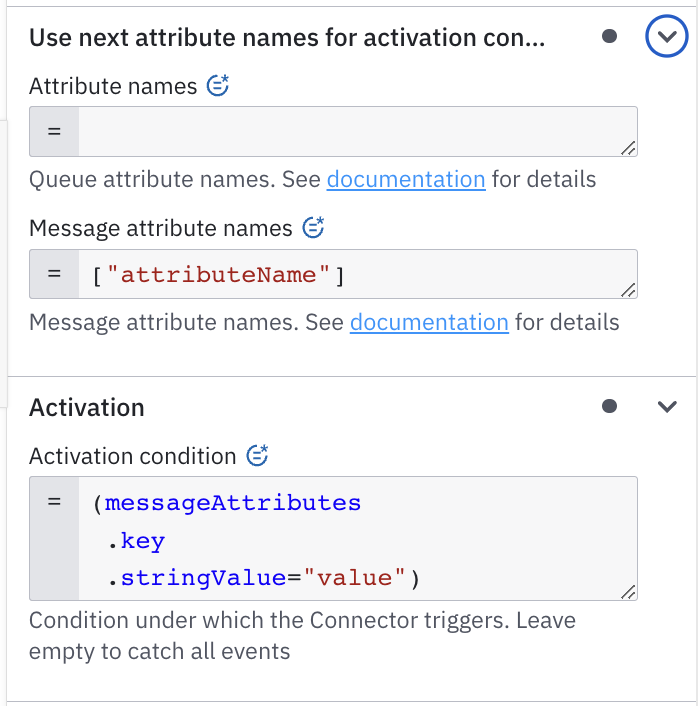 Use next attribute names for activation con...
Attribute names
=
Queue attribute names. See documentation for details
Message attribute names
= ["attributeName"]
Message attribute names. See documentation for details
Activation
Activation condition
= (messageAttributes
.key
.stringValue="value")
Condition under which the Connector triggers. Leave
empty to catch all events